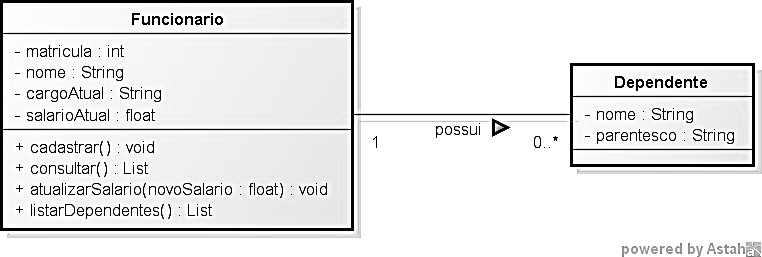 Funcionario
- matricula : int
- nome : String
- cargoAtual : String
- salarioAtual : float
+ cadastrar() : void
+ consultar() : List
+ atualizarSalario(novoSalario : float) : void
+ listarDependentes() : List
1
possui
0..*
Dependente
- nome : String
- parentesco : String
powered by Astah